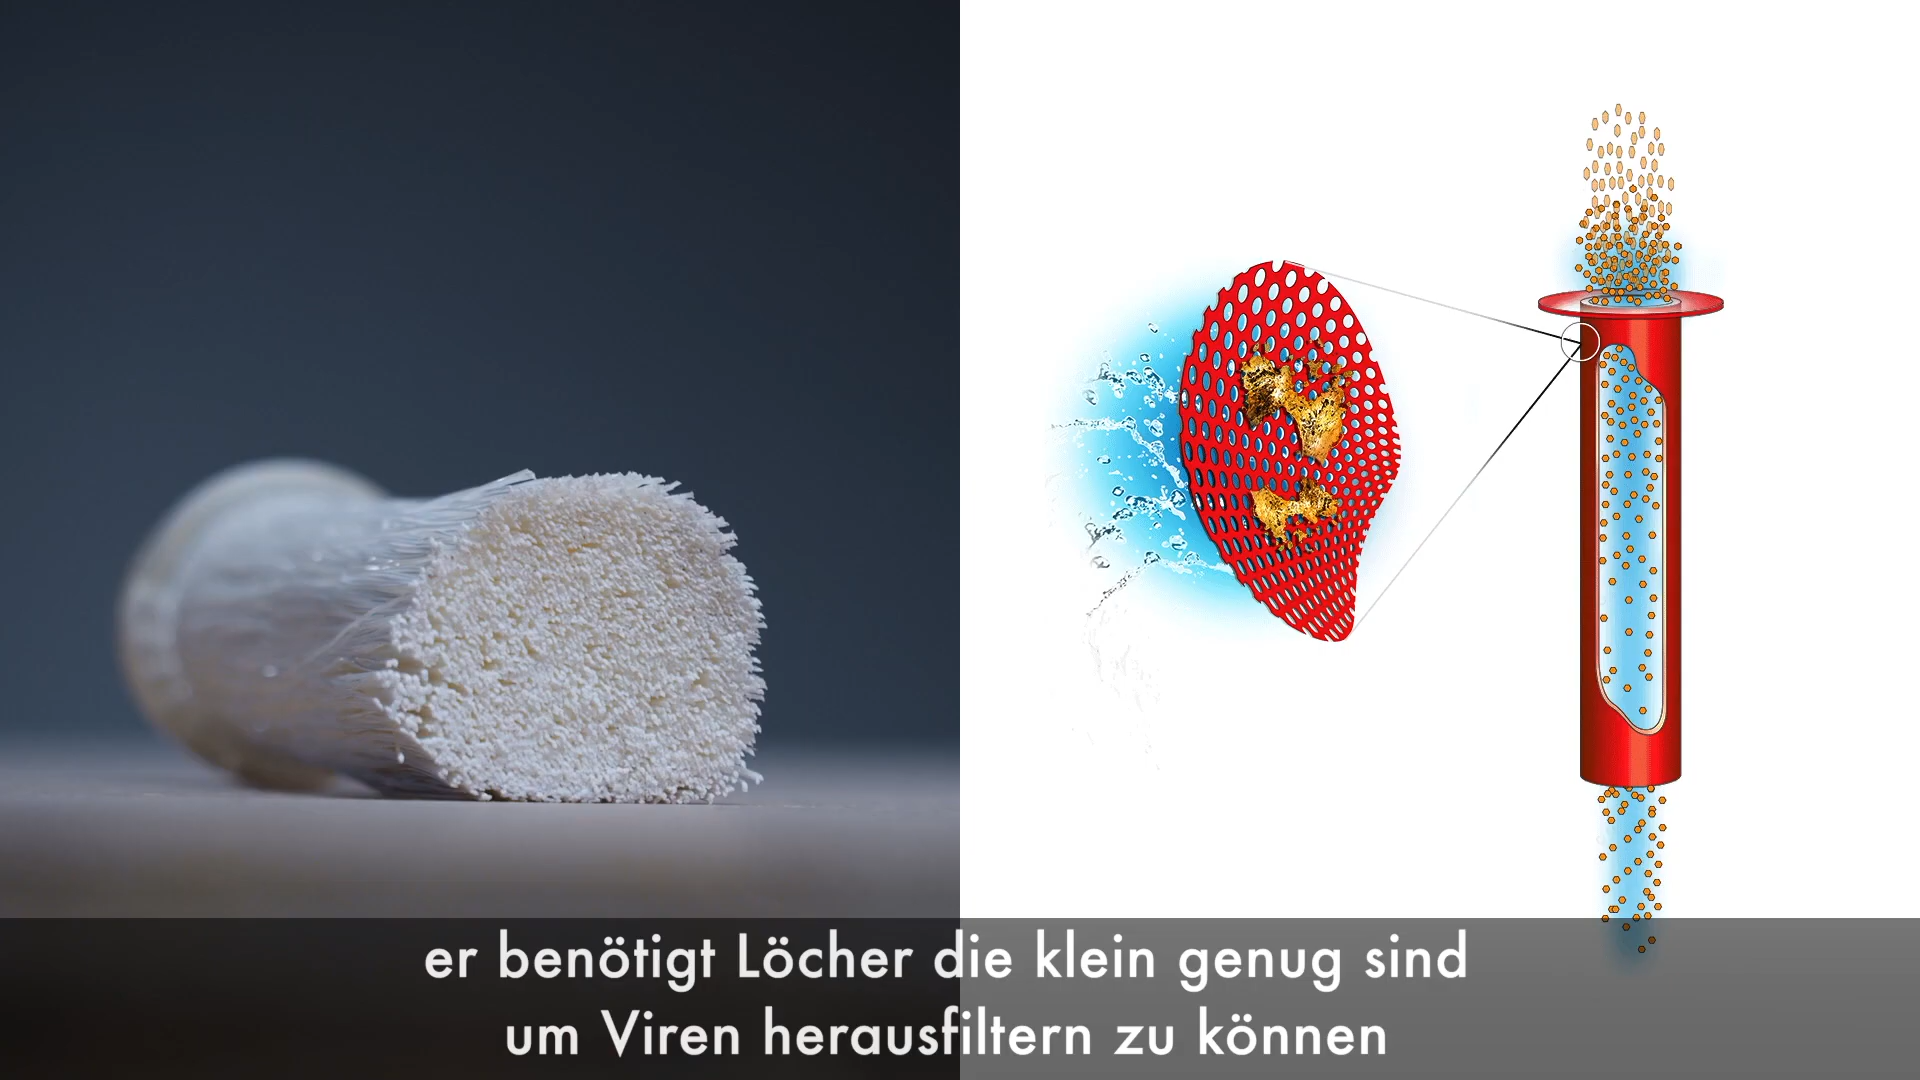 er benötigt Löcher die klein genug sind
um Viren herausfiltern zu können